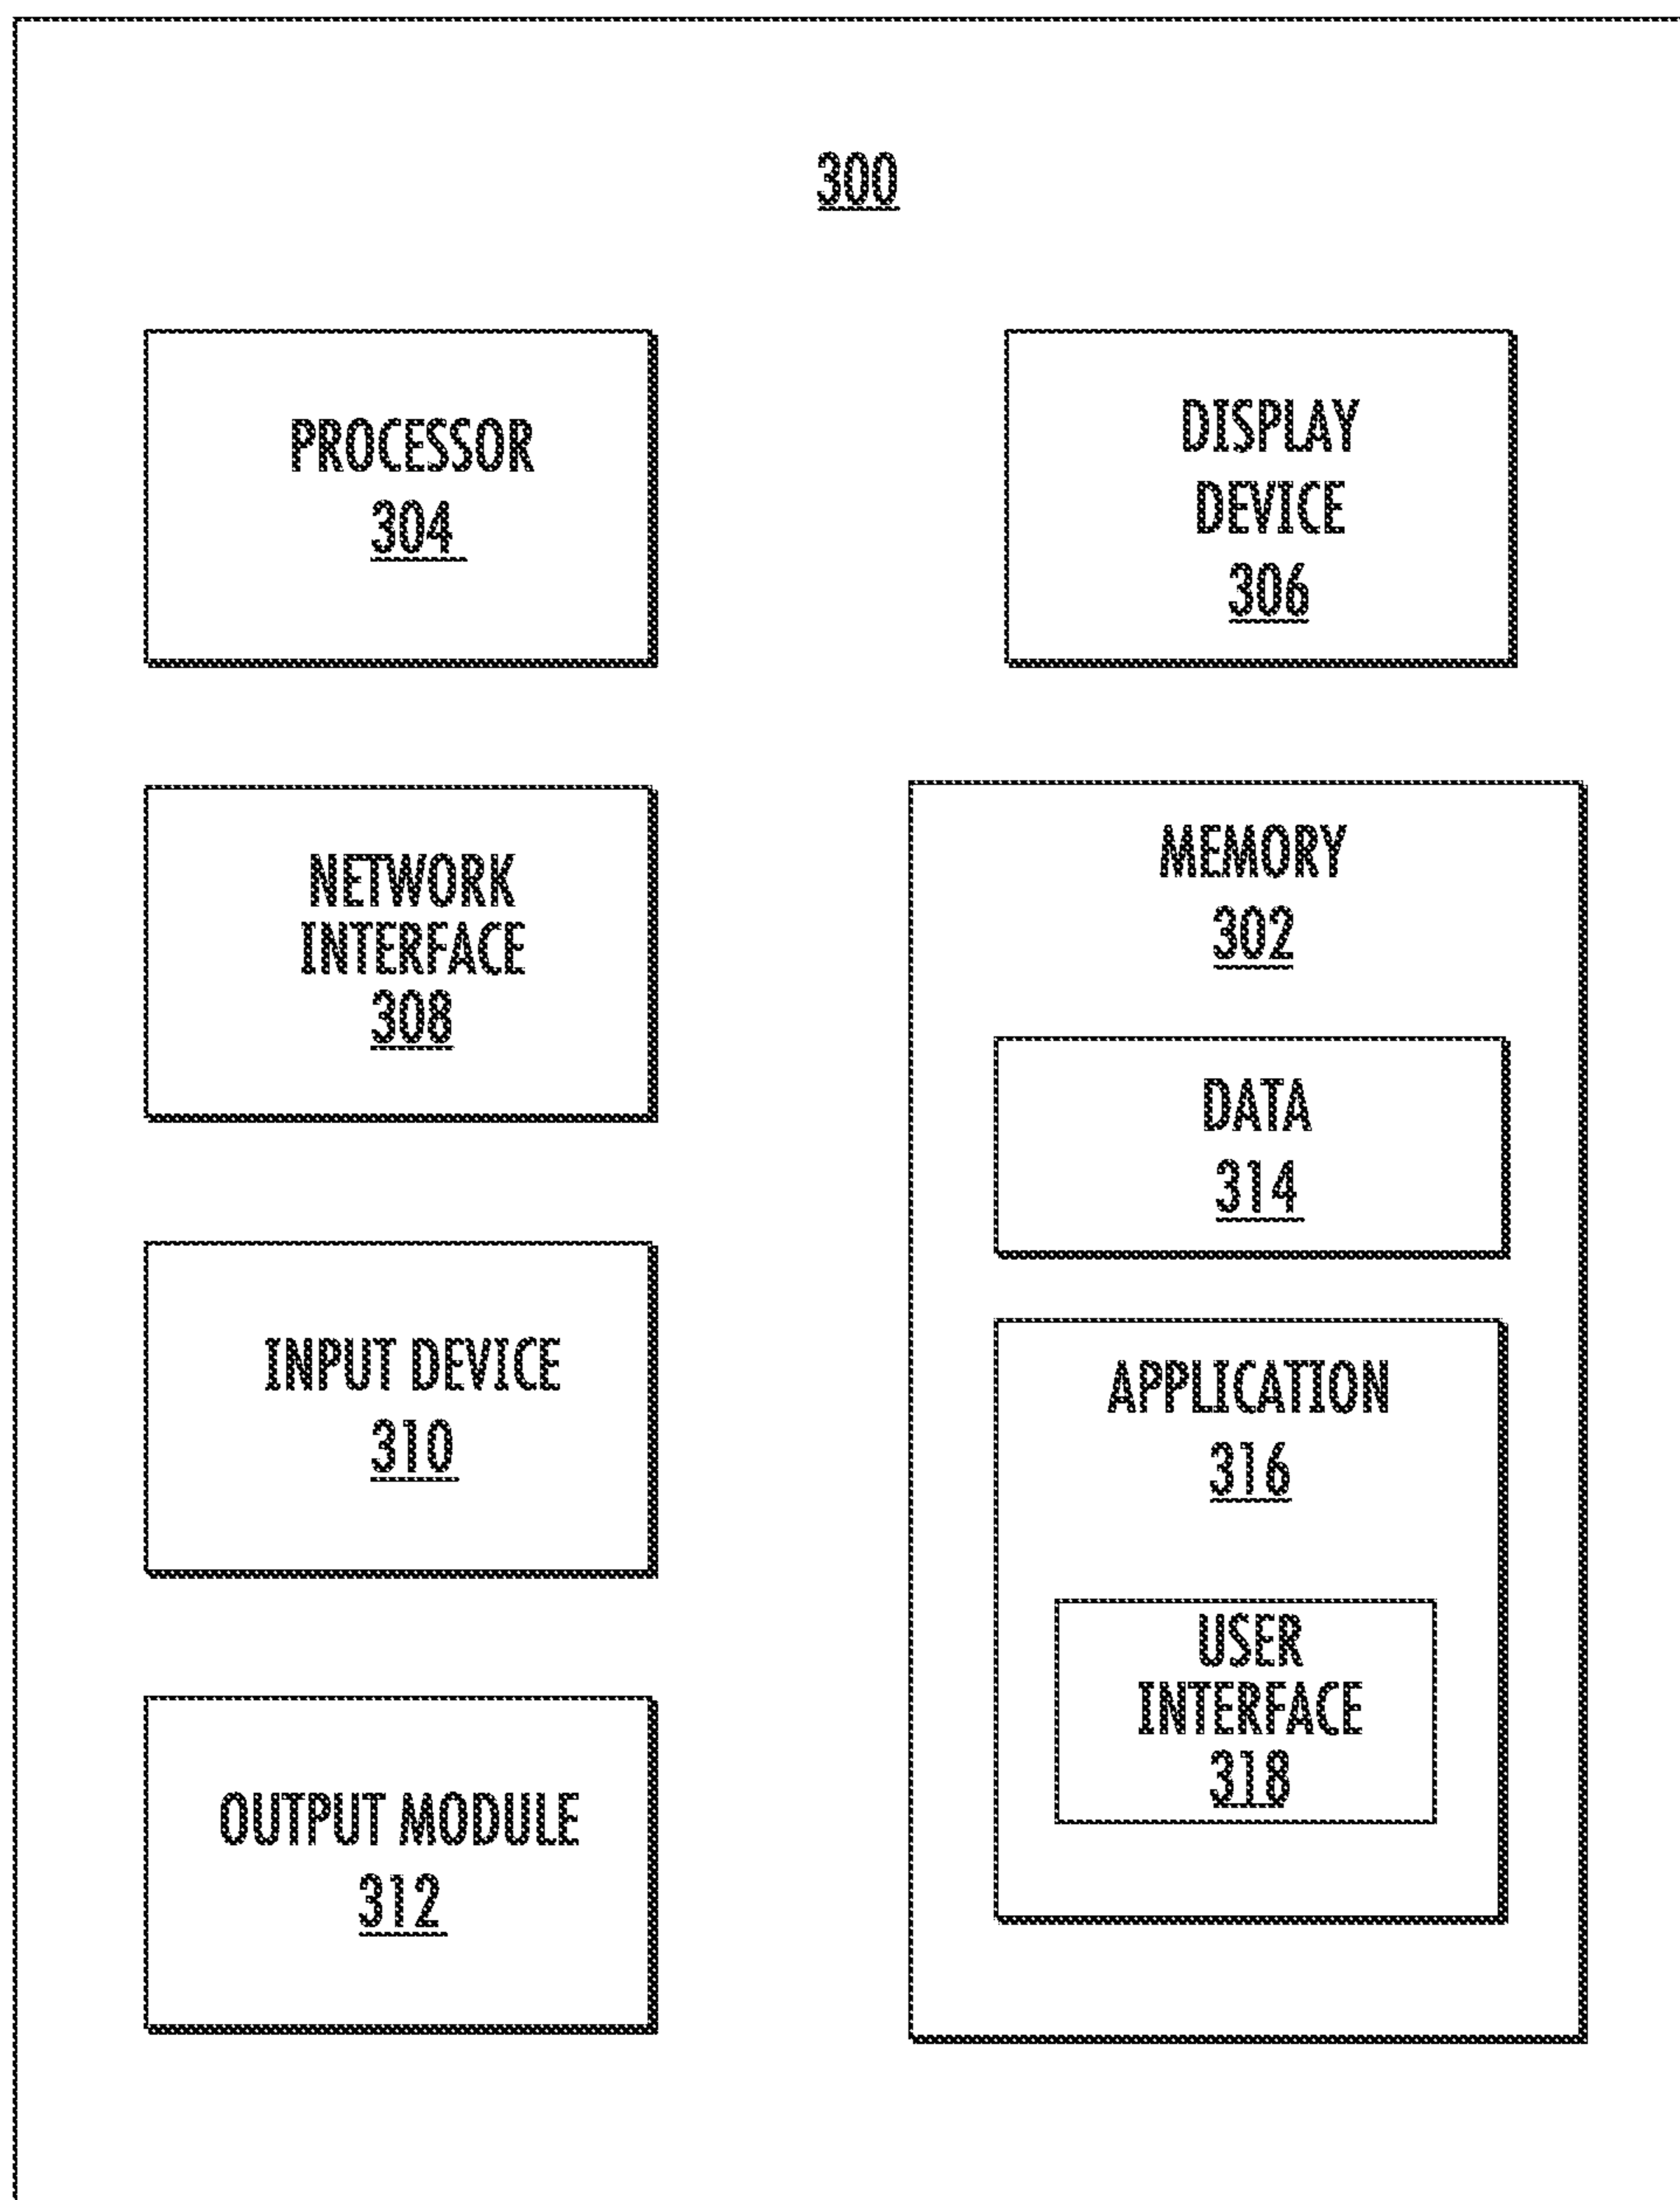 300
PROCESSOR
304
DISPLAY
DEVICE
306
NETWORK
INTERFACE
308
MEMORY
302
DATA
314
INPUT DEVICE
310
APPLICATION
316
USER
INTERFACE
318
OUTPUT MODULE
312